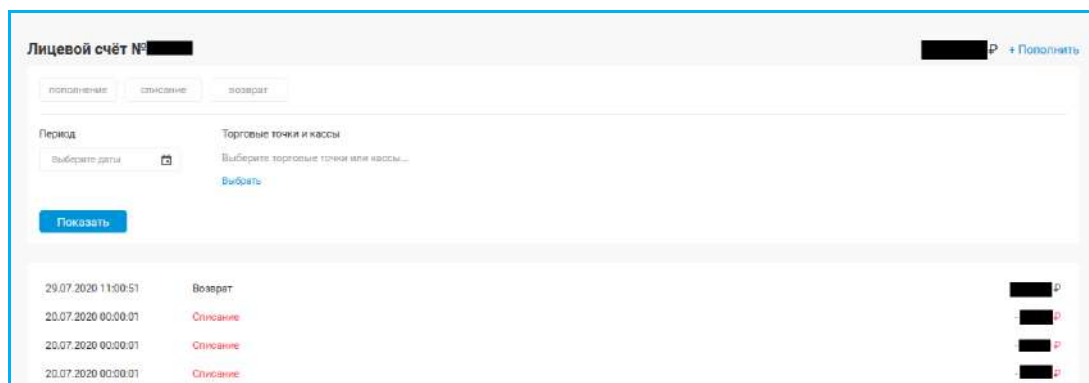 Лицевой счёт №
₽ + Пополнить
пополнение списание возврат
Период Торговые точки и кассы
Выберите даты Выберите торговые точки или кассы...
Выбрать
Показать
29.07.2020 11:00:51 Возврат ₽
20.07.2020 00:00:01 Списание - ₽
20.07.2020 00:00:01 Списание - ₽
20.07.2020 00:00:01 Списание - ₽